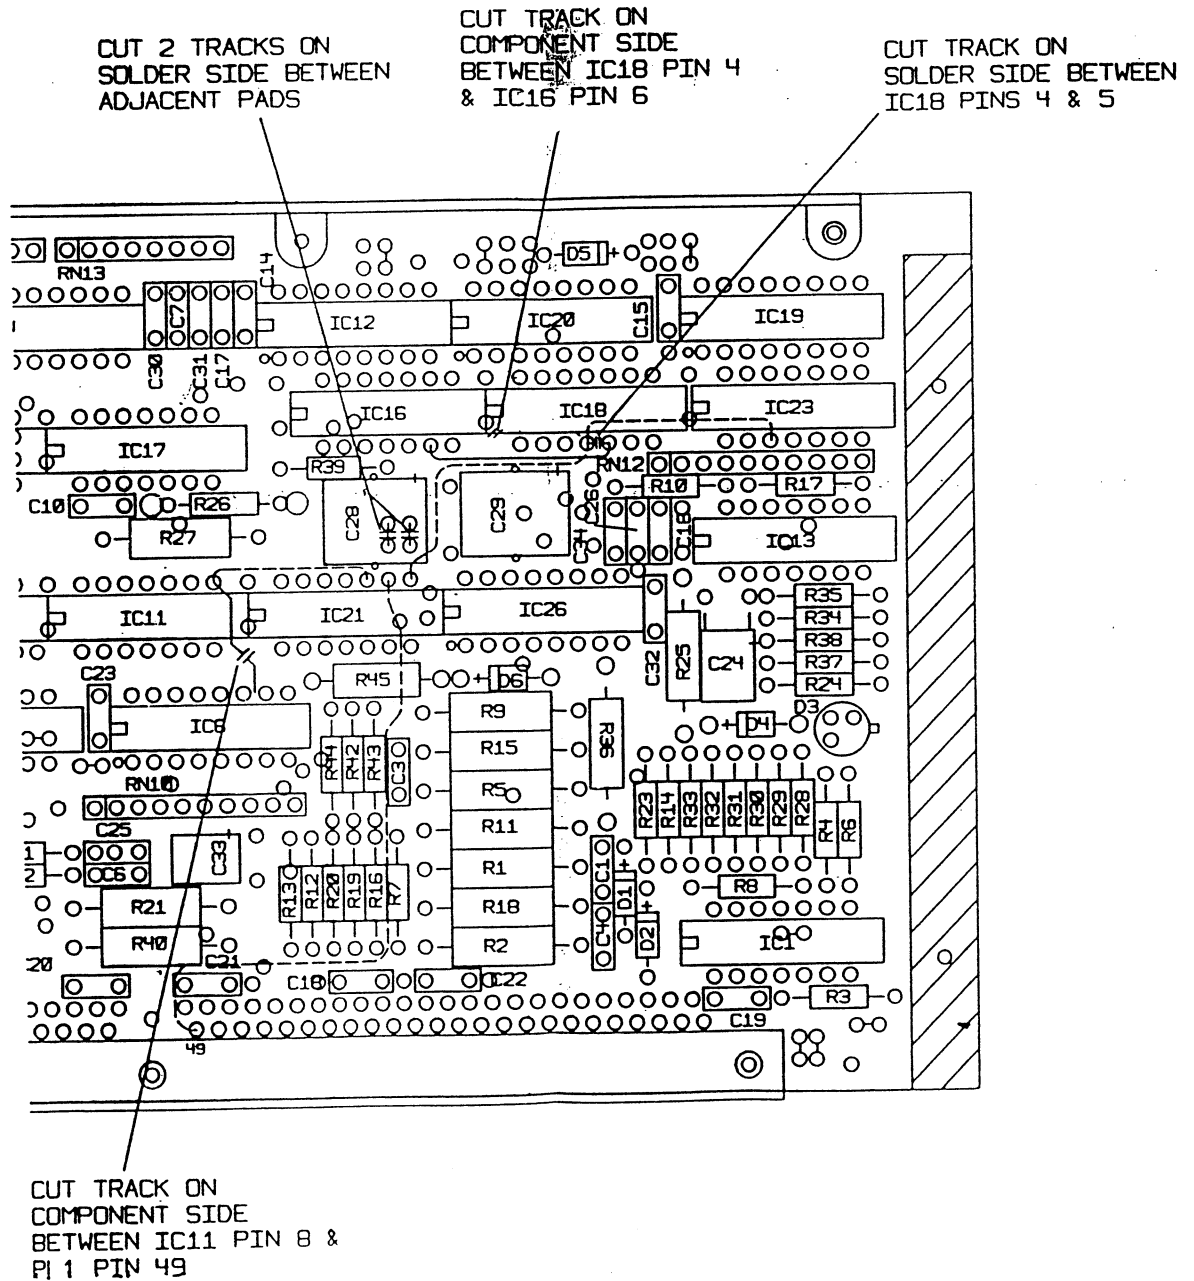 CUT 2 TRACKS ON
SOLDER SIDE BETWEEN
ADJACENT PADS
CUT TRACK ON
COMPONENT SIDE
BETWEEN IC18 PIN 4
& IC16 PIN 6
CUT TRACK ON
SOLDER SIDE BETWEEN
IC18 PINS 4 & 5
RN13
C14
D5 +
C7
IC12
IC20
C15
IC19
C30
C31
C17
IC16
IC18
IC23
IC17
R39
RN12
C10
R26
R10
R17
R27
C28
C29
C26
C34
C18
IC13
IC11
IC21
IC26
R35
R34
R38
R37
R24
C32
R25
C24
C23
R45
+ D6
R9
R36
+ D4
D3
IC6
R15
R44
R42
R43
C3
R5
RN10
R23
R14
R33
R32
R31
R30
R29
R28
R4
R6
R11
C25
1
2
C6
C33
+
R1
C1
+
D1
R8
R21
R13
R12
R20
R19
R16
R7
R18
C4
+
D2
R40
R2
IC1
20
C21
C18
C22
C19
R3
49
CUT TRACK ON
COMPONENT SIDE
BETWEEN IC11 PIN 8 &
PI 1 PIN 49